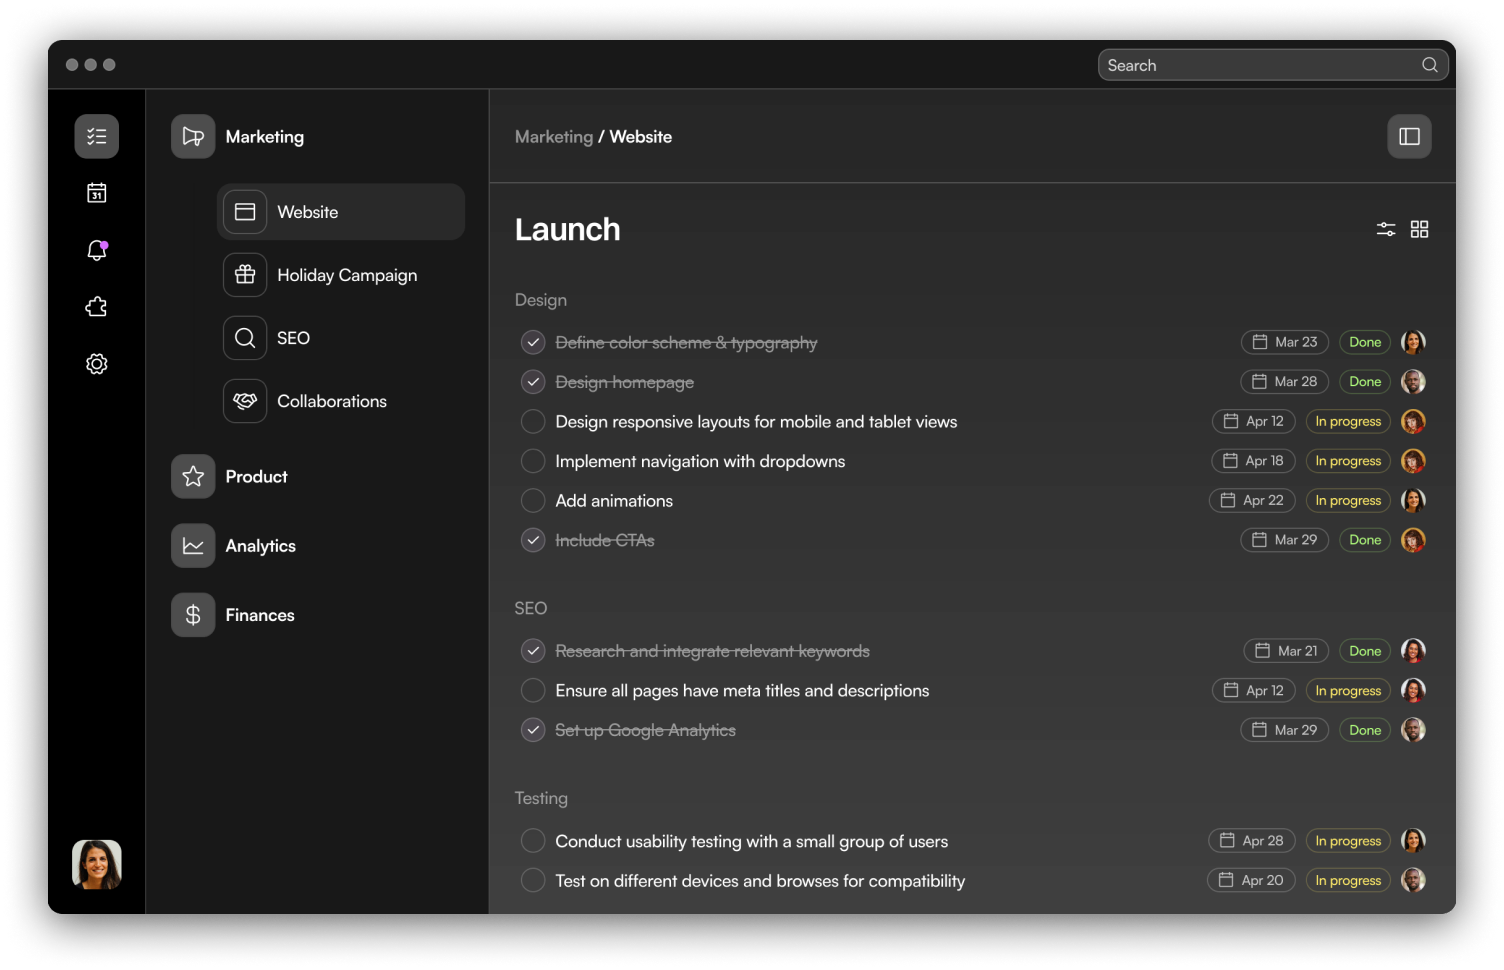 Search
31
Marketing
Website
Holiday Campaign
SEO
Collaborations
Product
Analytics
$ Finances
Marketing / Website
Launch
Design
Define color scheme & typography Mar 23 Done
Design homepage Mar 28 Done
Design responsive layouts for mobile and tablet views Apr 12 In progress
Implement navigation with dropdowns Apr 18 In progress
Add animations Apr 22 In progress
Include CTAs Mar 29 Done
SEO
Research and integrate relevant keywords Mar 21 Done
Ensure all pages have meta titles and descriptions Apr 12 In progress
Set up Google Analytics Mar 29 Done
Testing
Conduct usability testing with a small group of users Apr 28 In progress
Test on different devices and browses for compatibility Apr 20 In progress